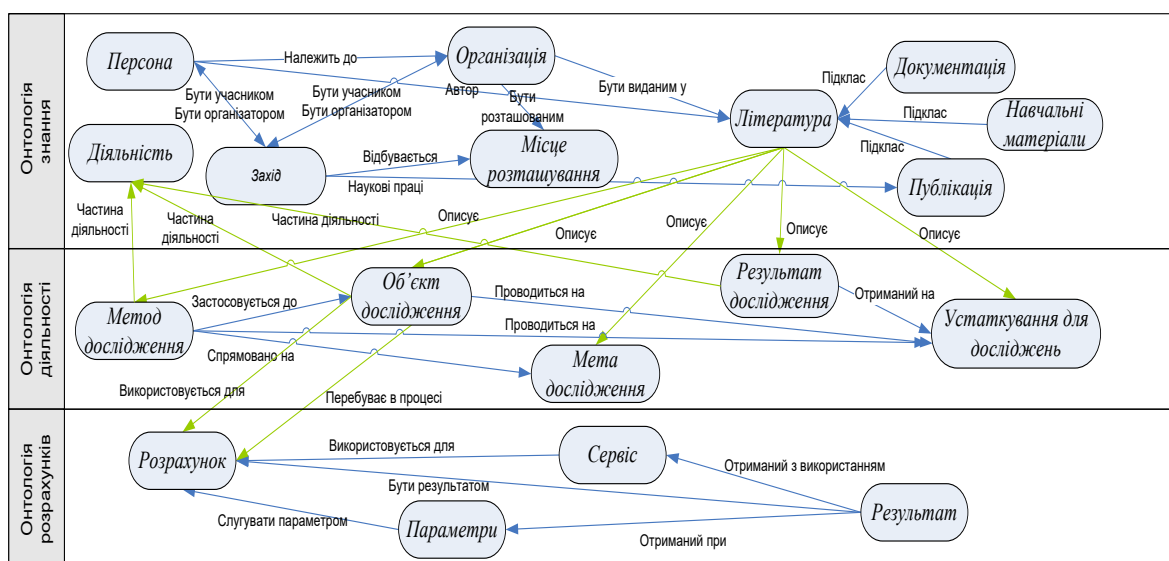 Онтологія
знання
Персона
Належить до
Організація
Документація
Підклас
Бути виданим у
Бути учасником
Бути організатором
Бути учасником
Бути організатором
Автор
Бути
розташованим
Література
Підклас
Навчальні
матеріали
Діяльність
Захід
Відбувається
Місце
розташування
Підклас
Наукові праці
Публікація
Частина
діяльності
Частина
діяльності
Частина діяльності
Описує
Описує
Описує
Описує
Описує
Онтологія
діяльності
Метод
дослідження
Застосовується до
Об’єкт
дослідження
Проводиться на
Результат
дослідження
Отриманий на
Проводиться на
Устаткування для
досліджень
Спрямовано на
Мета
дослідження
Використовується для
Перебуває в процесі
Онтологія
розрахунків
Розрахунок
Використовується для
Сервіс
Отриманий з використанням
Бути результатом
Слугувати параметром
Параметри
Результат
Отриманий при